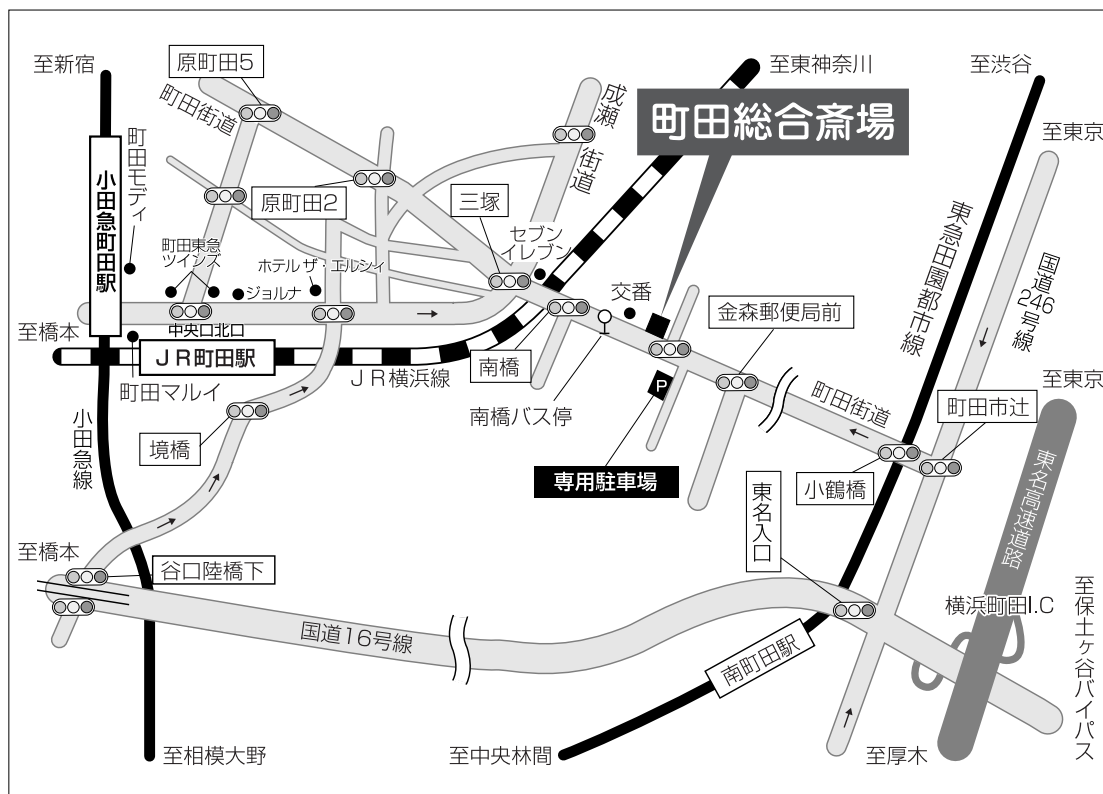 至新宿
原町田5
至東神奈川
至渋谷
町田街道
成瀬
街道
町田総合斎場
至東京
町田モディ
小田急町田駅
原町田2
三塚
セブン
イレブン
東急田園都市線
国道
246
号線
町田東急
ツインズ
ホテル ザ・エルシィ
ジョルナ
交番
金森郵便局前
至橋本
中央口北口
JR町田駅
町田マルイ
JR横浜線
南橋
南橋バス停
P
至東京
町田街道
町田市辻
小田急線
境橋
専用駐車場
小鶴橋
東名入口
東名高速道路
至橋本
谷口陸橋下
国道16号線
横浜町田I.C
至保土ヶ谷バイパス
南町田駅
至相模大野
至中央林間
至厚木